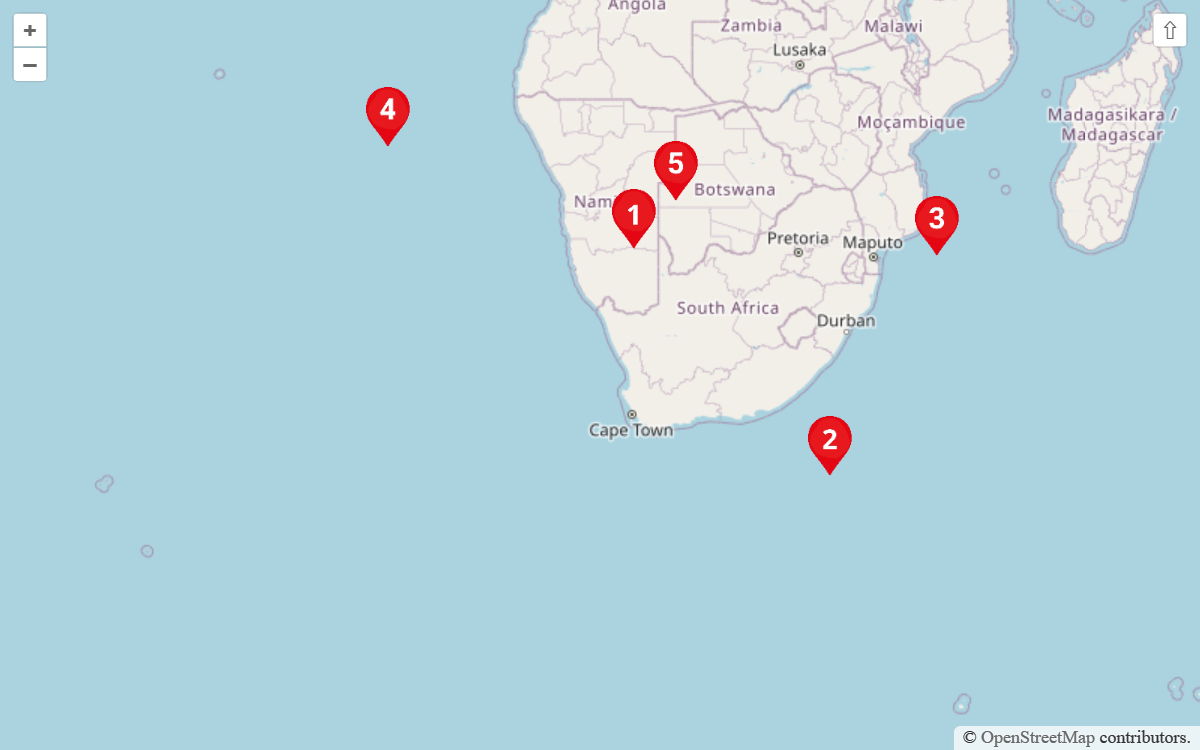 +
−
⇧
Angola
Zambia
Malawi
Lusaka
4
Moçambique
Madagasikara /
Madagascar
5
Botswana
Nami
1
3
Pretoria
Maputo
South Africa
Durban
Cape Town
2
© OpenStreetMap contributors.